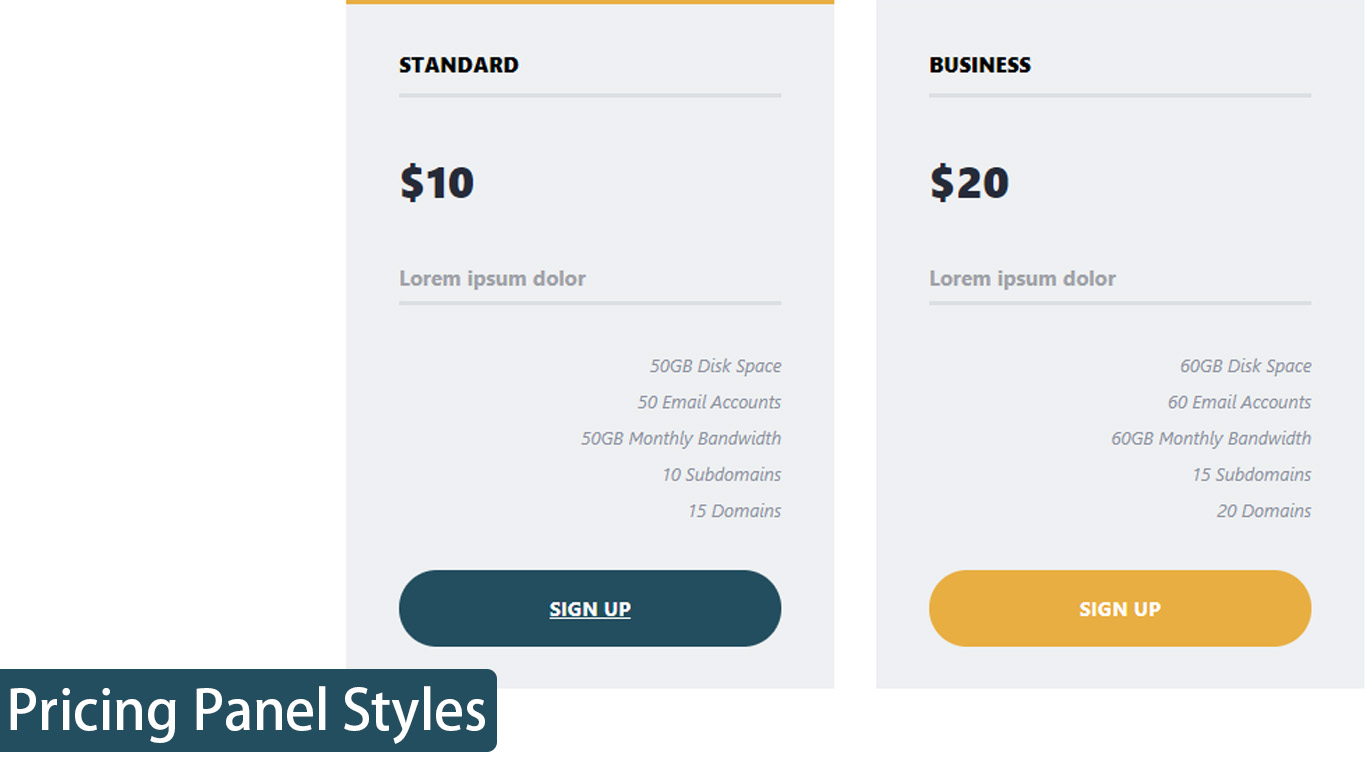 STANDARD
$10
Lorem ipsum dolor
50GB Disk Space
50 Email Accounts
50GB Monthly Bandwidth
10 Subdomains
15 Domains
SIGN UP
BUSINESS
$20
Lorem ipsum dolor
60GB Disk Space
60 Email Accounts
60GB Monthly Bandwidth
15 Subdomains
20 Domains
SIGN UP
Pricing Panel Styles